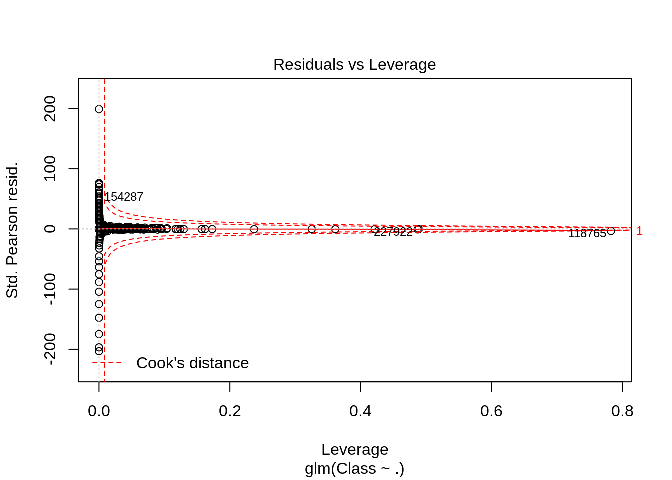 Residuals vs Leverage
Std. Pearson resid.
200
100
0
-100
-200
154287
227922
118765
1
Cook's distance
0.0 0.2 0.4 0.6 0.8
Leverage
glm(Class ~ .)